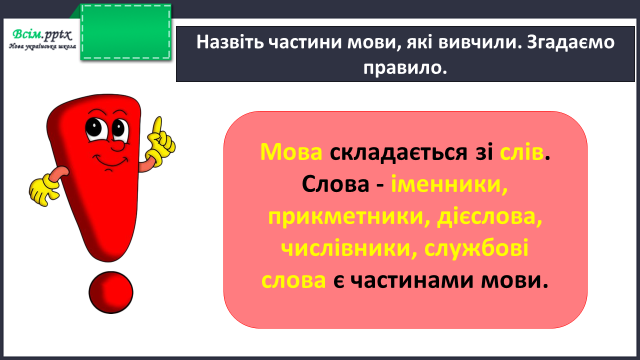 Всім.pptx
Нова українська школа
Назвіть частини мови, які вивчили. Згадаємо
правило.
Мова складається зі слів.
Слова - іменники,
прикметники, дієслова,
числівники, службові
слова є частинами мови.